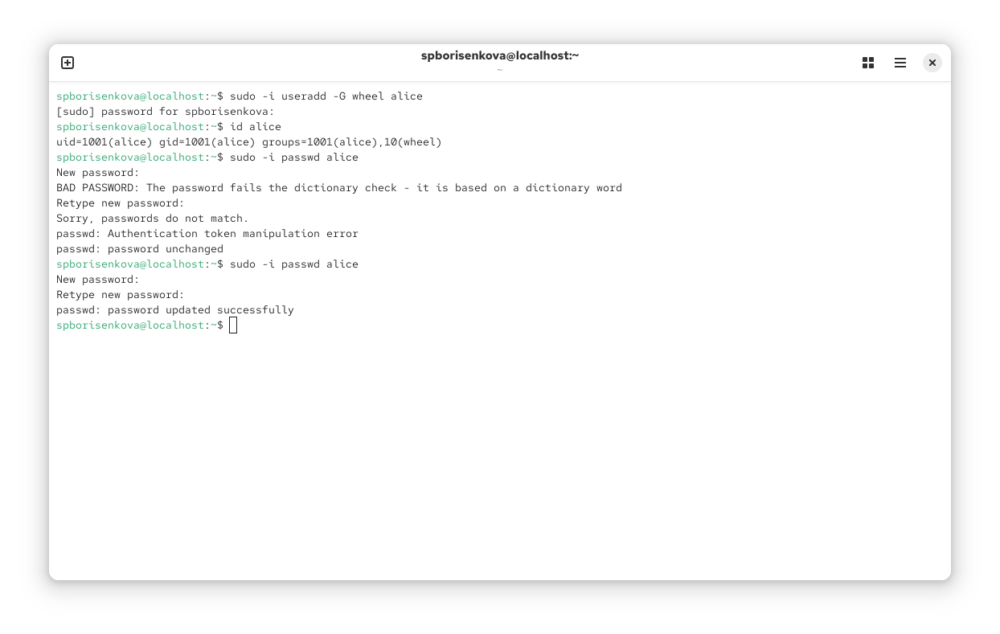 spborisenkova@localhost:~
~
spborisenkova@localhost:~$ sudo -i useradd -G wheel alice
[sudo] password for spborisenkova:
spborisenkova@localhost:~$ id alice
uid=1001(alice) gid=1001(alice) groups=1001(alice),10(wheel)
spborisenkova@localhost:~$ sudo -i passwd alice
New password:
BAD PASSWORD: The password fails the dictionary check - it is based on a dictionary word
Retype new password:
Sorry, passwords do not match.
passwd: Authentication token manipulation error
passwd: password unchanged
spborisenkova@localhost:~$ sudo -i passwd alice
New password:
Retype new password:
passwd: password updated successfully
spborisenkova@localhost:~$